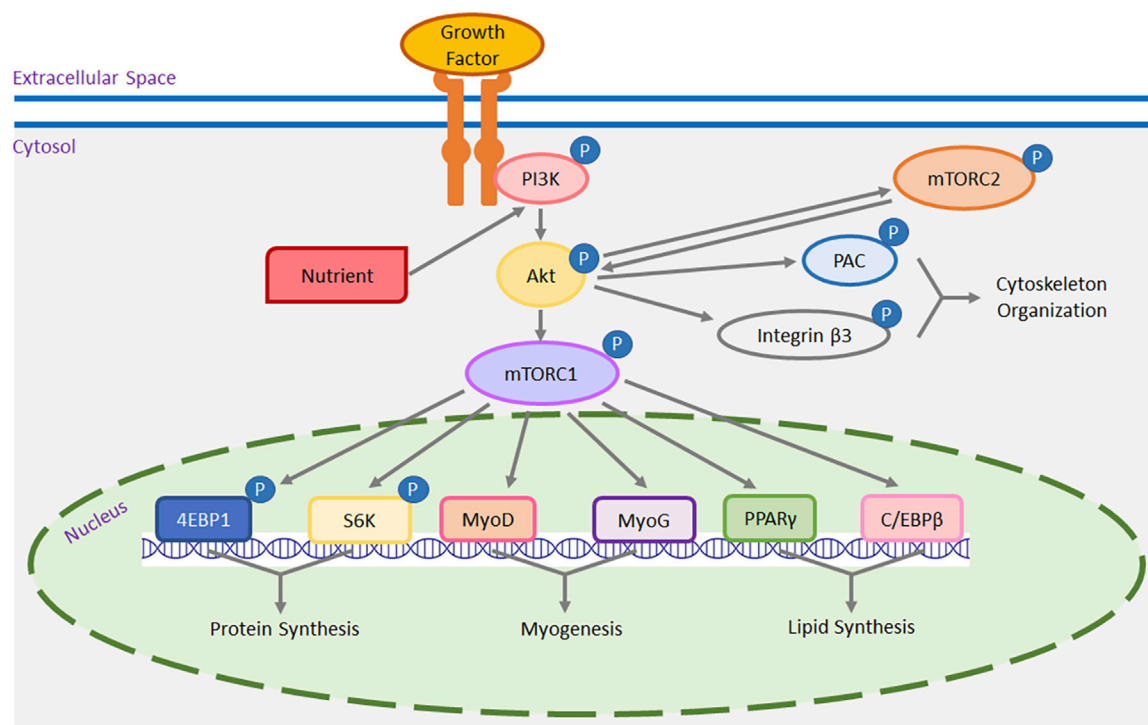 Growth
Factor
Extracellular Space
Cytosol
P
PI3K
P
mTORC2
P
Nutrient
Akt
P
PAC
P
Integrin β3
P
Cytoskeleton
Organization
mTORC1
P
Nucleus
4EBP1
P
S6K
P
MyoD
MyoG
PPARγ
C/EBPβ
Protein Synthesis
Myogenesis
Lipid Synthesis